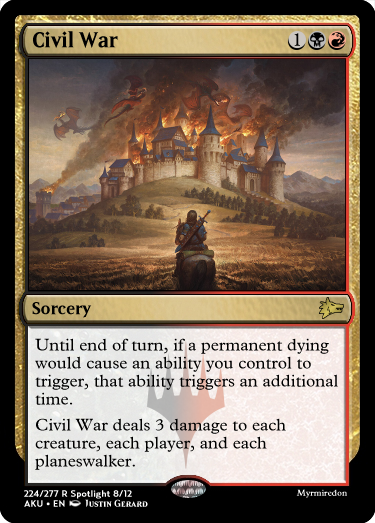 Civil War
1
Sorcery
Until end of turn, if a permanent dying
would cause an ability you control to
trigger, that ability triggers an additional
time.
Civil War deals 3 damage to each
creature, each player, and each
planeswalker.
224/277 R Spotlight 8/12
AKU • EN Justin Gerard
Myrmiredon